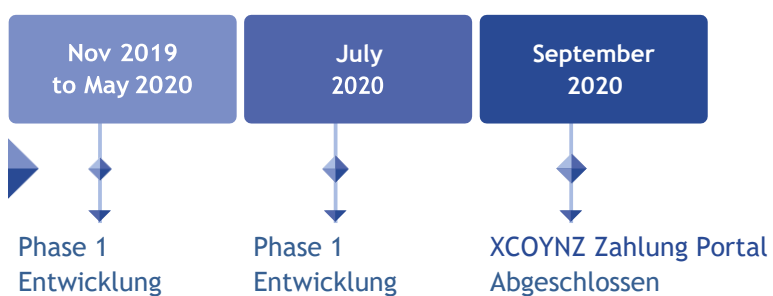 Nov 2019
to May 2020
July
2020
September
2020
Phase 1
Entwicklung
Phase 1
Entwicklung
XCOYNZ Zahlung Portal
Abgeschlossen